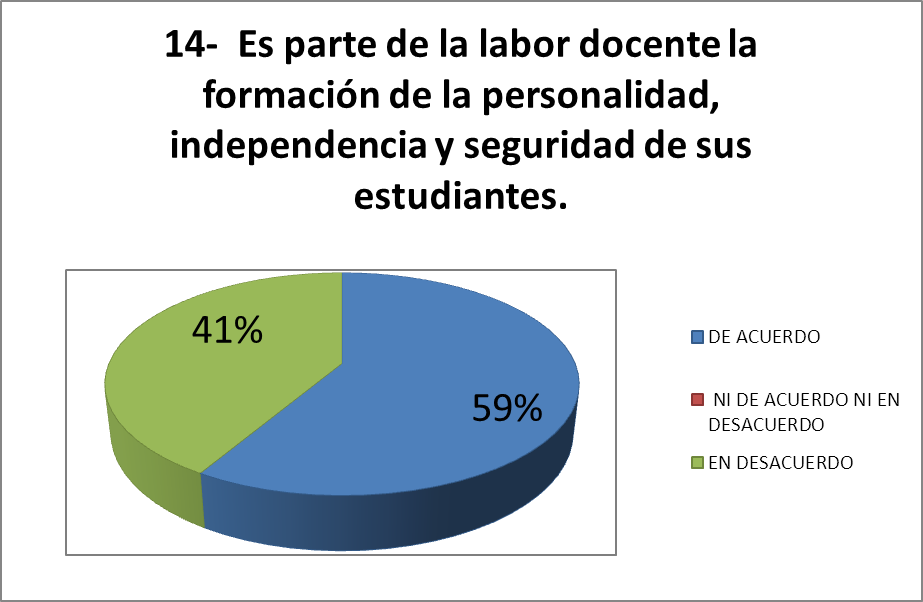 14- Es parte de la labor docente la
formación de la personalidad,
independencia y seguridad de sus
estudiantes.
41%
59%
DE ACUERDO
NI DE ACUERDO NI EN
DESACUERDO
EN DESACUERDO